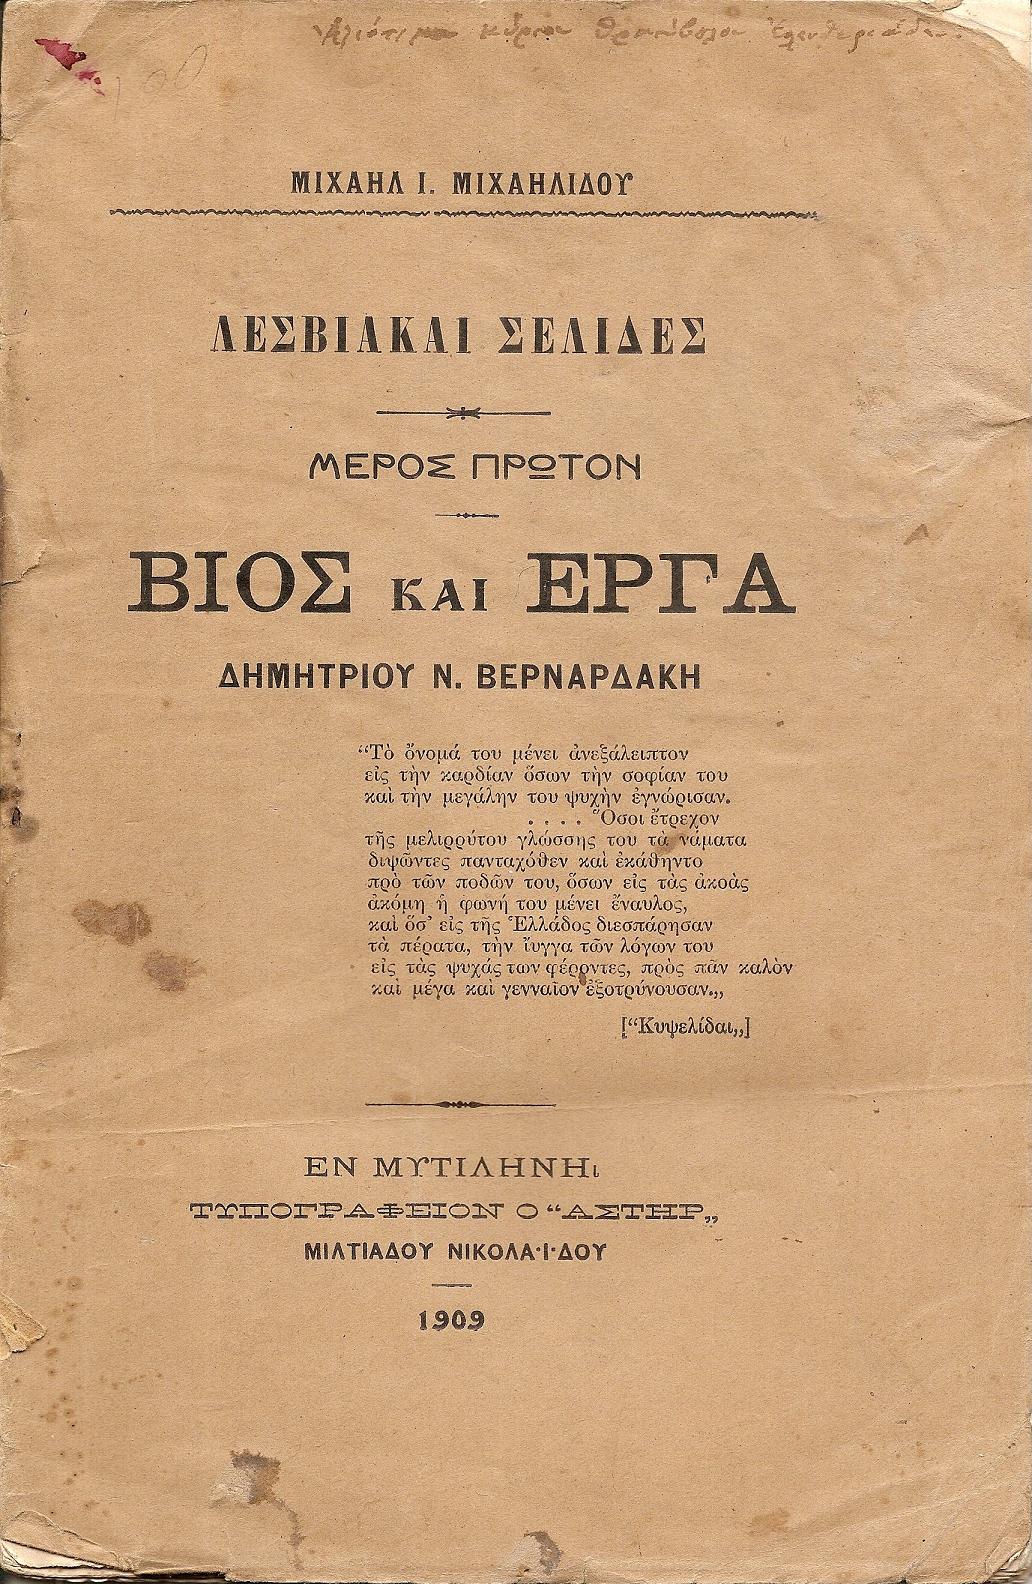 κύριον
ΜΙΧΑΗΛ Ι. ΜΙΧΑΗΛΙΔΟΥ
ΛΕΣΒΙΑΚΑΙ ΣΕΛΙΔΕΣ
ΜΕΡΟΣ ΠΡΩΤΟΝ
ΒΙΟΣ ΚΑΙ ΕΡΓΑ
ΔΗΜΗΤΡΙΟΥ Ν. ΒΕΡΝΑΡΔΑΚΗ
“Τὸ ὄνομά του μένει ἀνεξάλειπτον
εἰς τὴν καρδίαν ὅσων τὴν σοφίαν του
καὶ τὴν μεγάλην του ψυχὴν ἐγνώρισαν.
. . . . Ὅσοι ἔτρεχον
τῆς μελιρρύτου γλώσσης του τὰ νάματα
διψῶντες πανταχόθεν καὶ ἐκάθηντο
πρὸ τῶν ποδῶν του, ὅσων εἰς τὰς ἀκοὰς
ἀκόμη ἡ φωνή του μένει ἔναυλος,
καὶ ὅσ’ εἰς τῆς Ἑλλάδος διεσπάρησαν
τὰ πέρατα, τὴν ἴυγγα τῶν λόγων του
εἰς τὰς ψυχάς των φέροντες, πρὸς πᾶν καλὸν
καὶ μέγα καὶ γενναῖον ἐξοτρύνουσαν.„
[“Κυψελίδαι„]
ΕΝ ΜΥΤΙΛΗΝΗι
ΤΥΠΟΓΡΑΦΕΙΟΝ Ο “ΑΣΤΗΡ„
ΜΙΛΤΙΑΔΟΥ ΝΙΚΟΛΑ·Ι·ΔΟΥ
1909